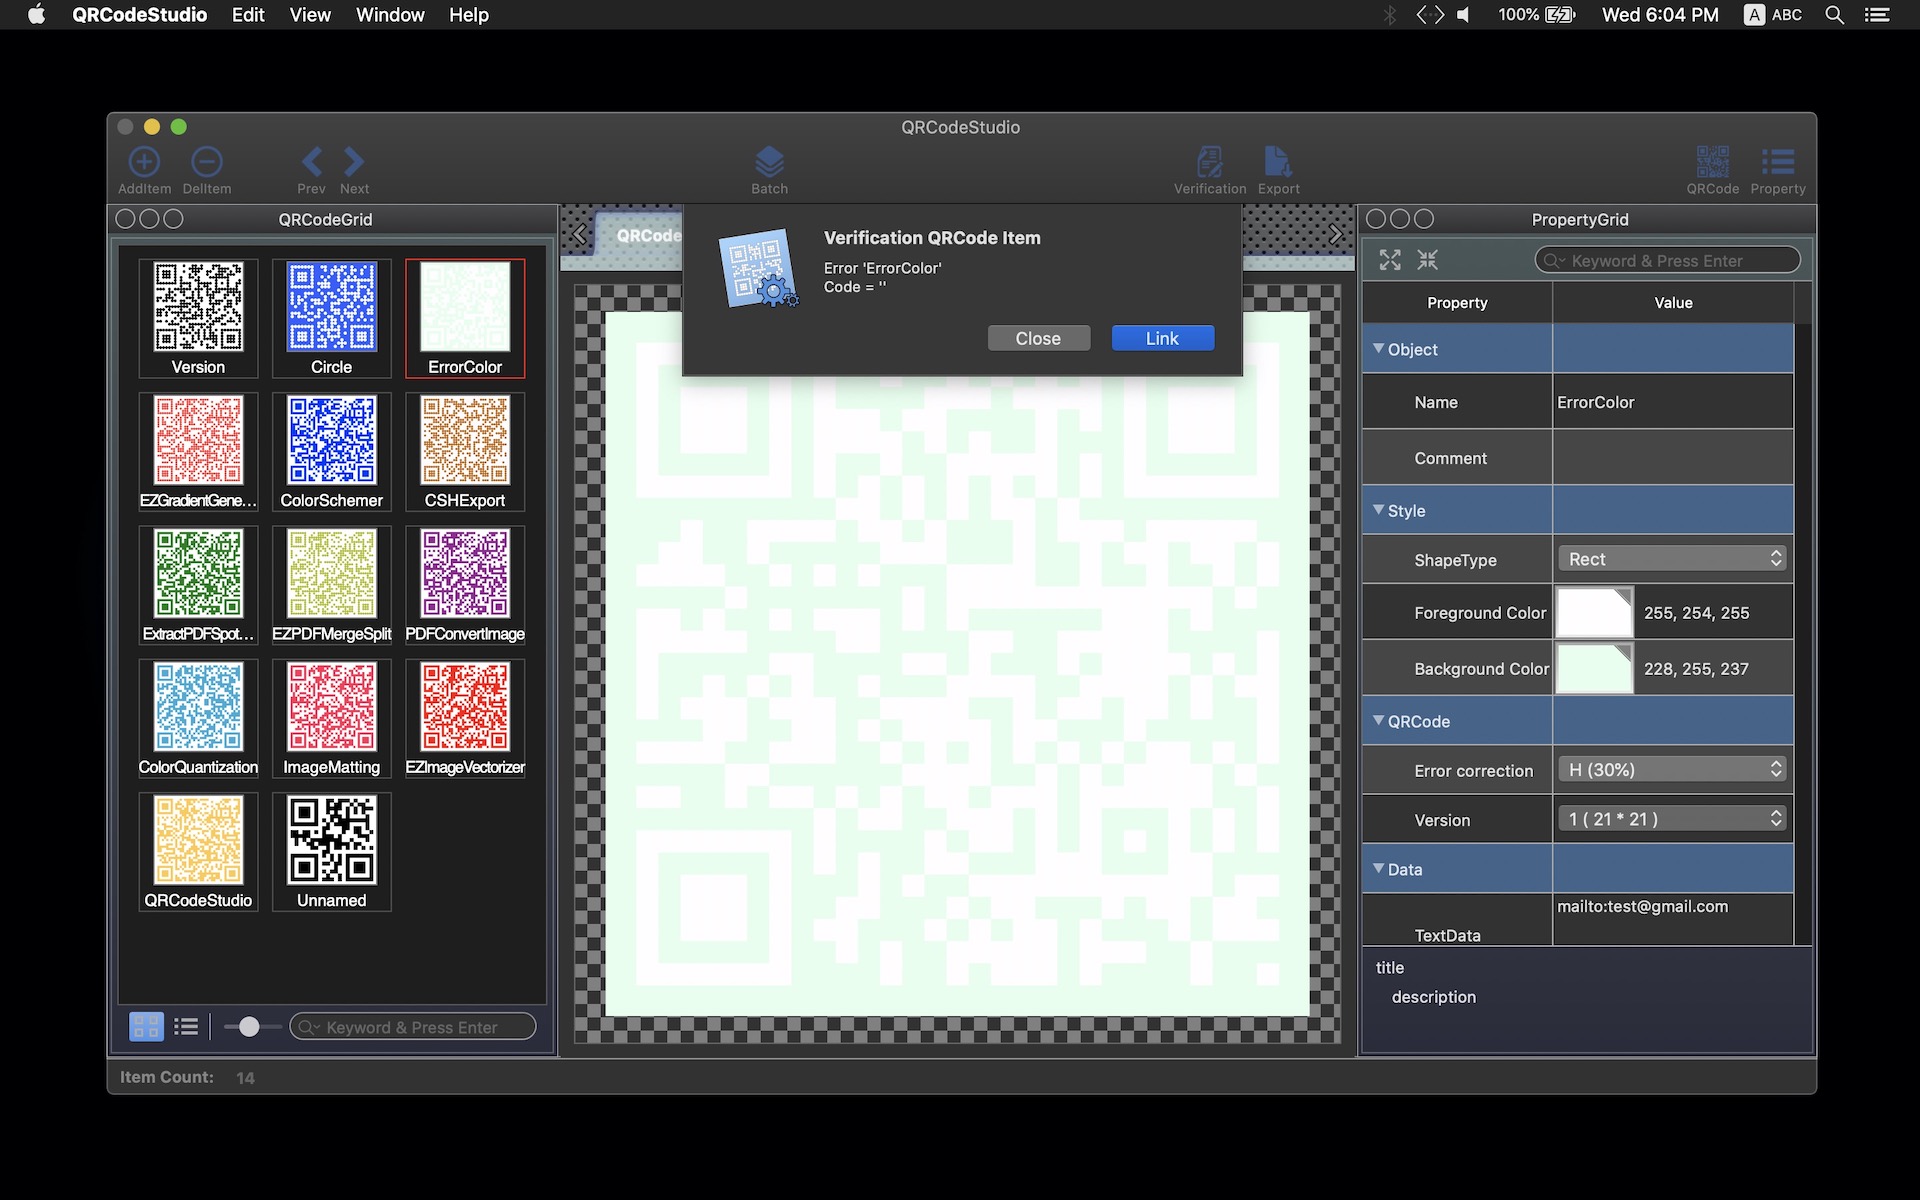 QRCodeStudio Edit View Window Help
100% Wed 6:04 PM A ABC
QRCodeStudio
AddItem DelItem Prev Next Batch Verification Export QRCode Property
QRCodeGrid
Version Circle ErrorColor
EZGradientGene... ColorSchemer CSHExport
ExtractPDFSpot... EZPDFMergeSplit PDFConvertImage
ColorQuantization ImageMatting EZImageVectorizer
QRCodeStudio Unnamed
Keyword & Press Enter
Item Count: 14
QRCode
Verification QRCode Item
Error 'ErrorColor'
Code = ''
Close Link
PropertyGrid
Keyword & Press Enter
Property Value
Object
Name ErrorColor
Comment
Style
ShapeType Rect
Foreground Color 255, 254, 255
Background Color 228, 255, 237
QRCode
Error correction H (30%)
Version 1 ( 21 * 21 )
Data
TextData mailto:test@gmail.com
title
description